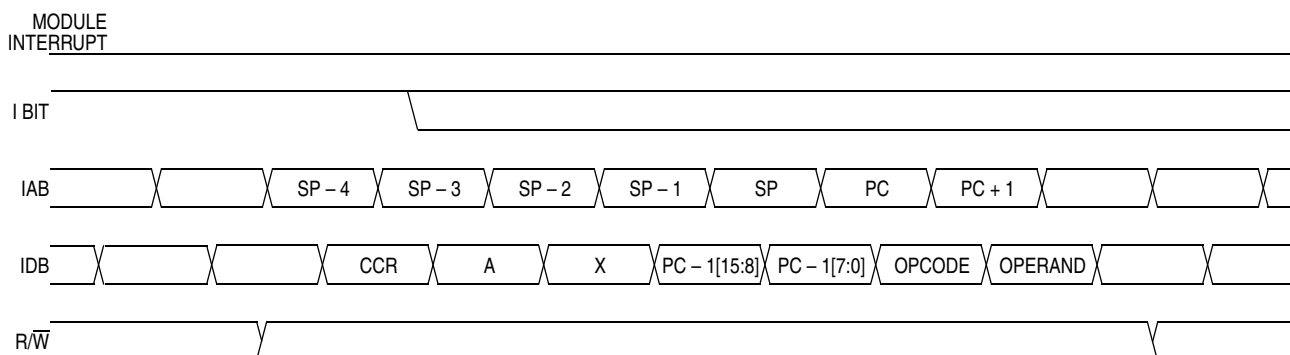 MODULE
INTERRUPT
I BIT
IAB SP – 4 SP – 3 SP – 2 SP – 1 SP PC PC + 1
IDB CCR A X PC – 1[15:8] PC – 1[7:0] OPCODE OPERAND
R/W̅